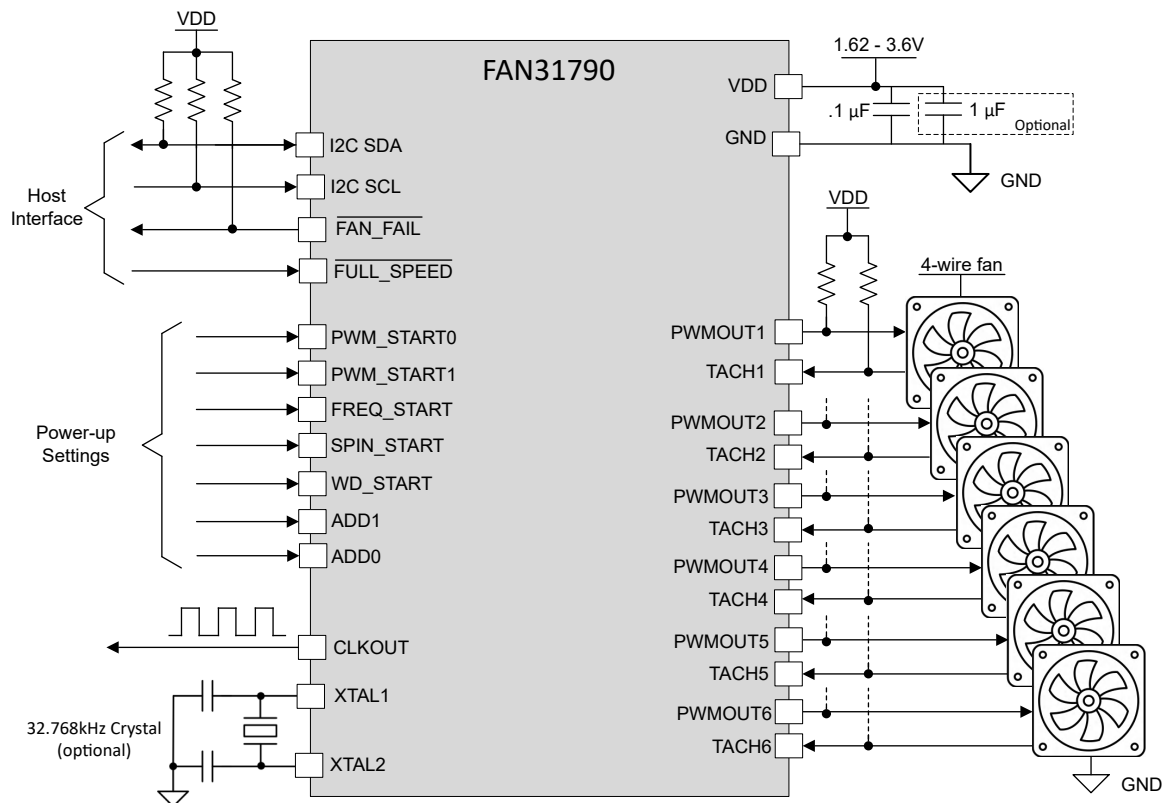 VDD
FAN31790
1.62 - 3.6V
VDD
.1 µF
1 µF
Optional
GND
GND
I2C SDA
I2C SCL
Host
Interface
FAN_FAIL
FULL_SPEED
VDD
4-wire fan
PWM_START0
PWM_START1
FREQ_START
SPIN_START
WD_START
ADD1
ADD0
Power-up
Settings
PWMOUT1
TACH1
PWMOUT2
TACH2
PWMOUT3
TACH3
PWMOUT4
TACH4
PWMOUT5
TACH5
PWMOUT6
TACH6
CLKOUT
XTAL1
32.768kHz Crystal
(optional)
XTAL2
GND